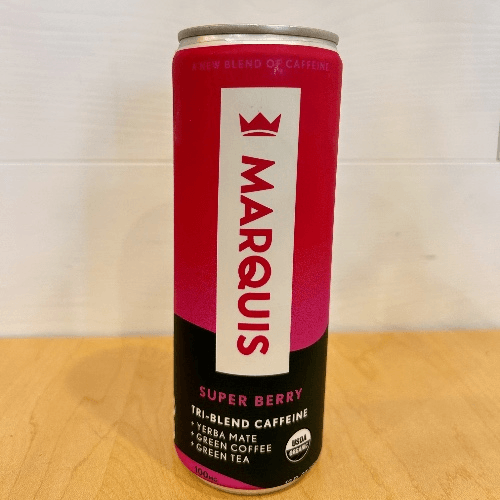 A NEW BLEND OF CAFFEINE
MARQUIS
SUPER BERRY
TRI-BLEND CAFFEINE
+ YERBA MATE
+ GREEN COFFEE
+ GREEN TEA
USDA
ORGANIC